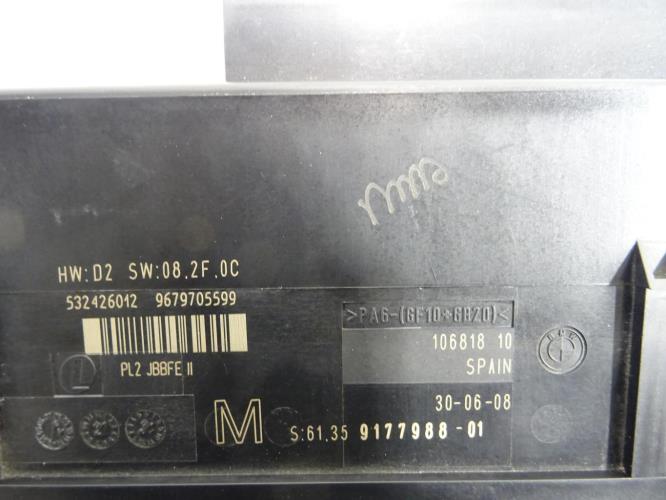 HW:D2 SW:08.2F.0C
532426012 9679705599
PL2 JBBFE II
>PA6-(GF10+GB20)<
106818 10
SPAIN
30-06-08
M S:61.35 9177988-01